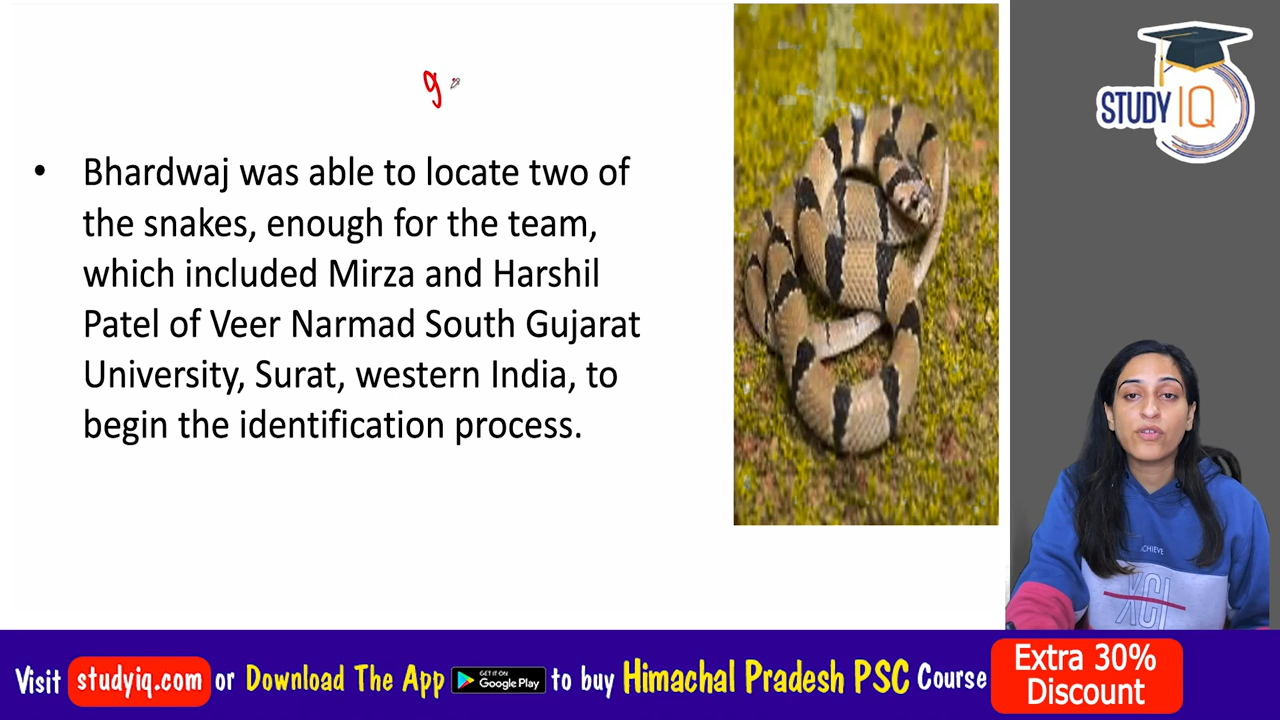 g
• Bhardwaj was able to locate two of
the snakes, enough for the team,
which included Mirza and Harshil
Patel of Veer Narmad South Gujarat
University, Surat, western India, to
begin the identification process.
STUDY IQ
ACHIEVE
XCI
Visit studyiq.com or Download The App GET IT ON Google Play to buy Himachal Pradesh PSC Course Extra 30%
Discount